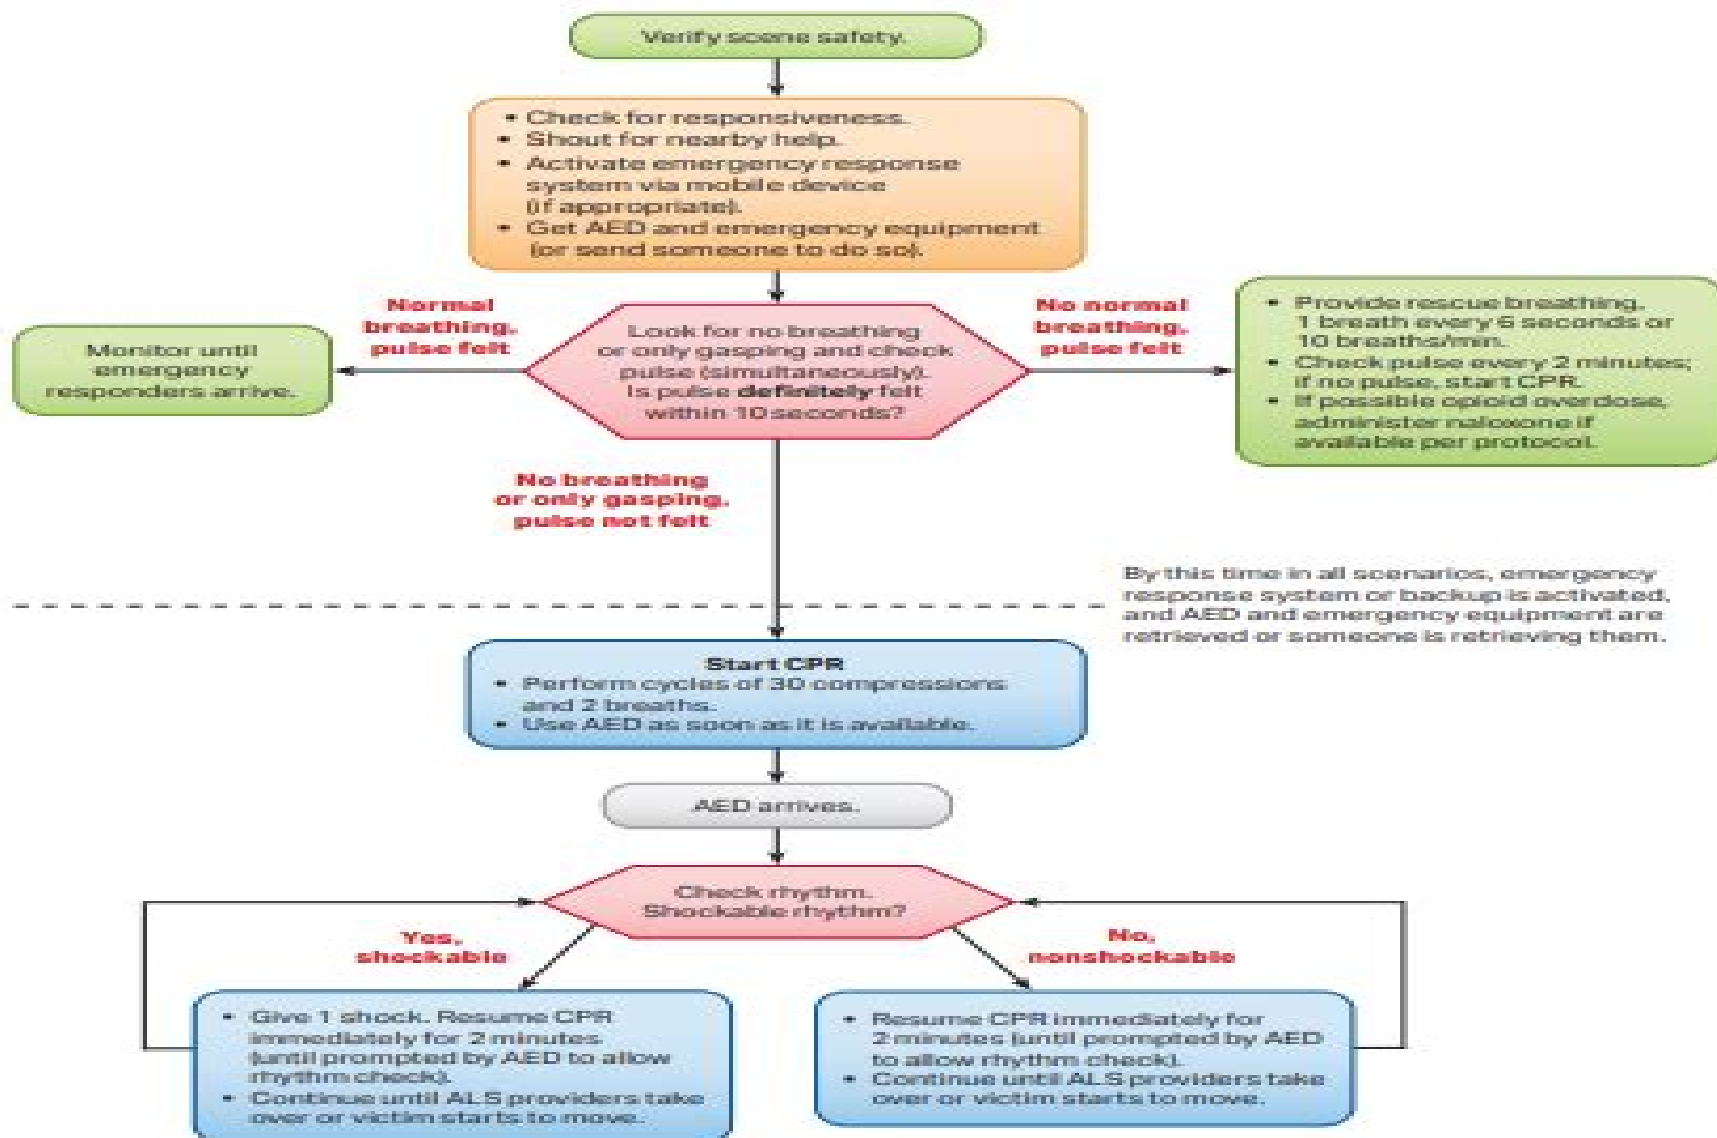 Verify scene safety.
• Check for responsiveness.
• Shout for nearby help.
• Activate emergency response
system via mobile device
(if appropriate).
• Get AED and emergency equipment
(or send someone to do so).
Normal
breathing,
pulse felt
Look for no breathing
or only gasping and check
pulse (simultaneously).
Is pulse definitely felt
within 10 seconds?
No normal
breathing,
pulse felt
Monitor until
emergency
responders arrive.
• Provide rescue breathing,
1 breath every 6 seconds or
10 breaths/min.
• Check pulse every 2 minutes;
if no pulse, start CPR.
• If possible opioid overdose,
administer naloxone if
available per protocol.
No breathing
or only gasping,
pulse not felt
By this time in all scenarios, emergency
response system or backup is activated,
and AED and emergency equipment are
retrieved or someone is retrieving them.
Start CPR
• Perform cycles of 30 compressions
and 2 breaths.
• Use AED as soon as it is available.
AED arrives.
Check rhythm.
Shockable rhythm?
Yes,
shockable
No,
nonshockable
• Give 1 shock. Resume CPR
immediately for 2 minutes
(until prompted by AED to allow
rhythm check).
• Continue until ALS providers take
over or victim starts to move.
• Resume CPR immediately for
2 minutes (until prompted by AED
to allow rhythm check).
• Continue until ALS providers take
over or victim starts to move.